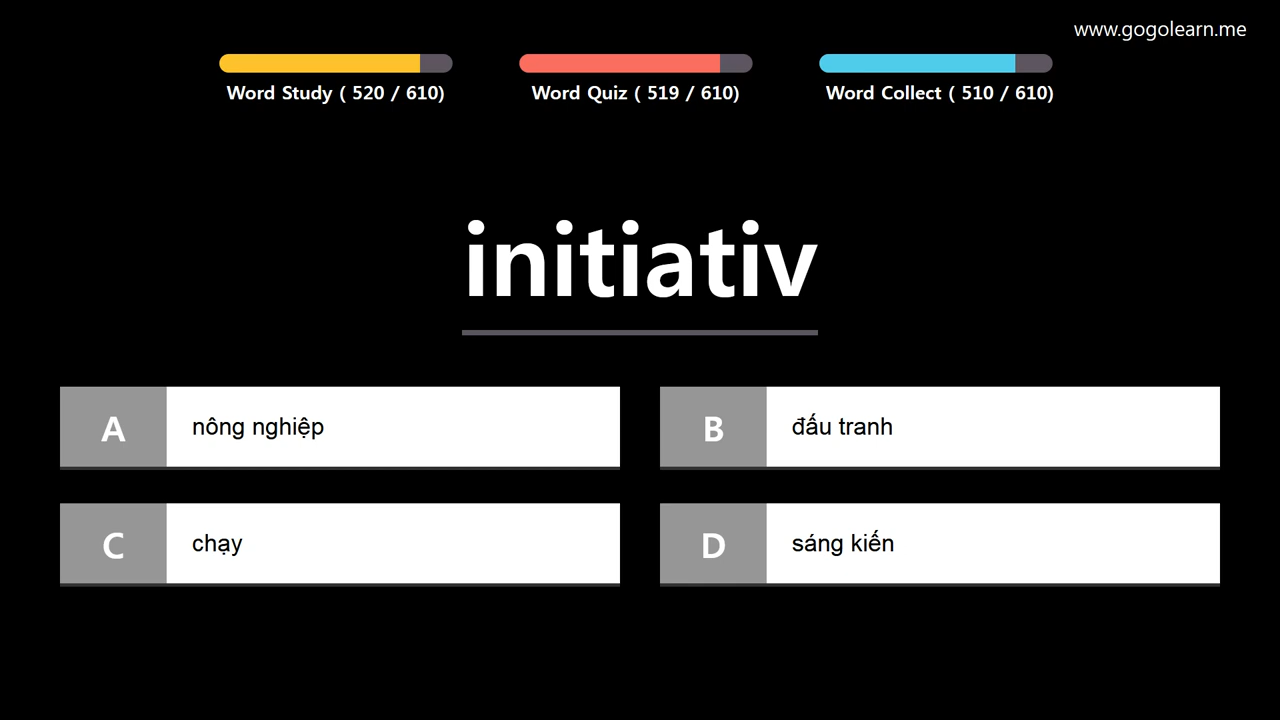 www.gogolearn.me
Word Study ( 520 / 610)
Word Quiz ( 519 / 610)
Word Collect ( 510 / 610)
initiativ
A nông nghiệp
B đấu tranh
C chạy
D sáng kiến